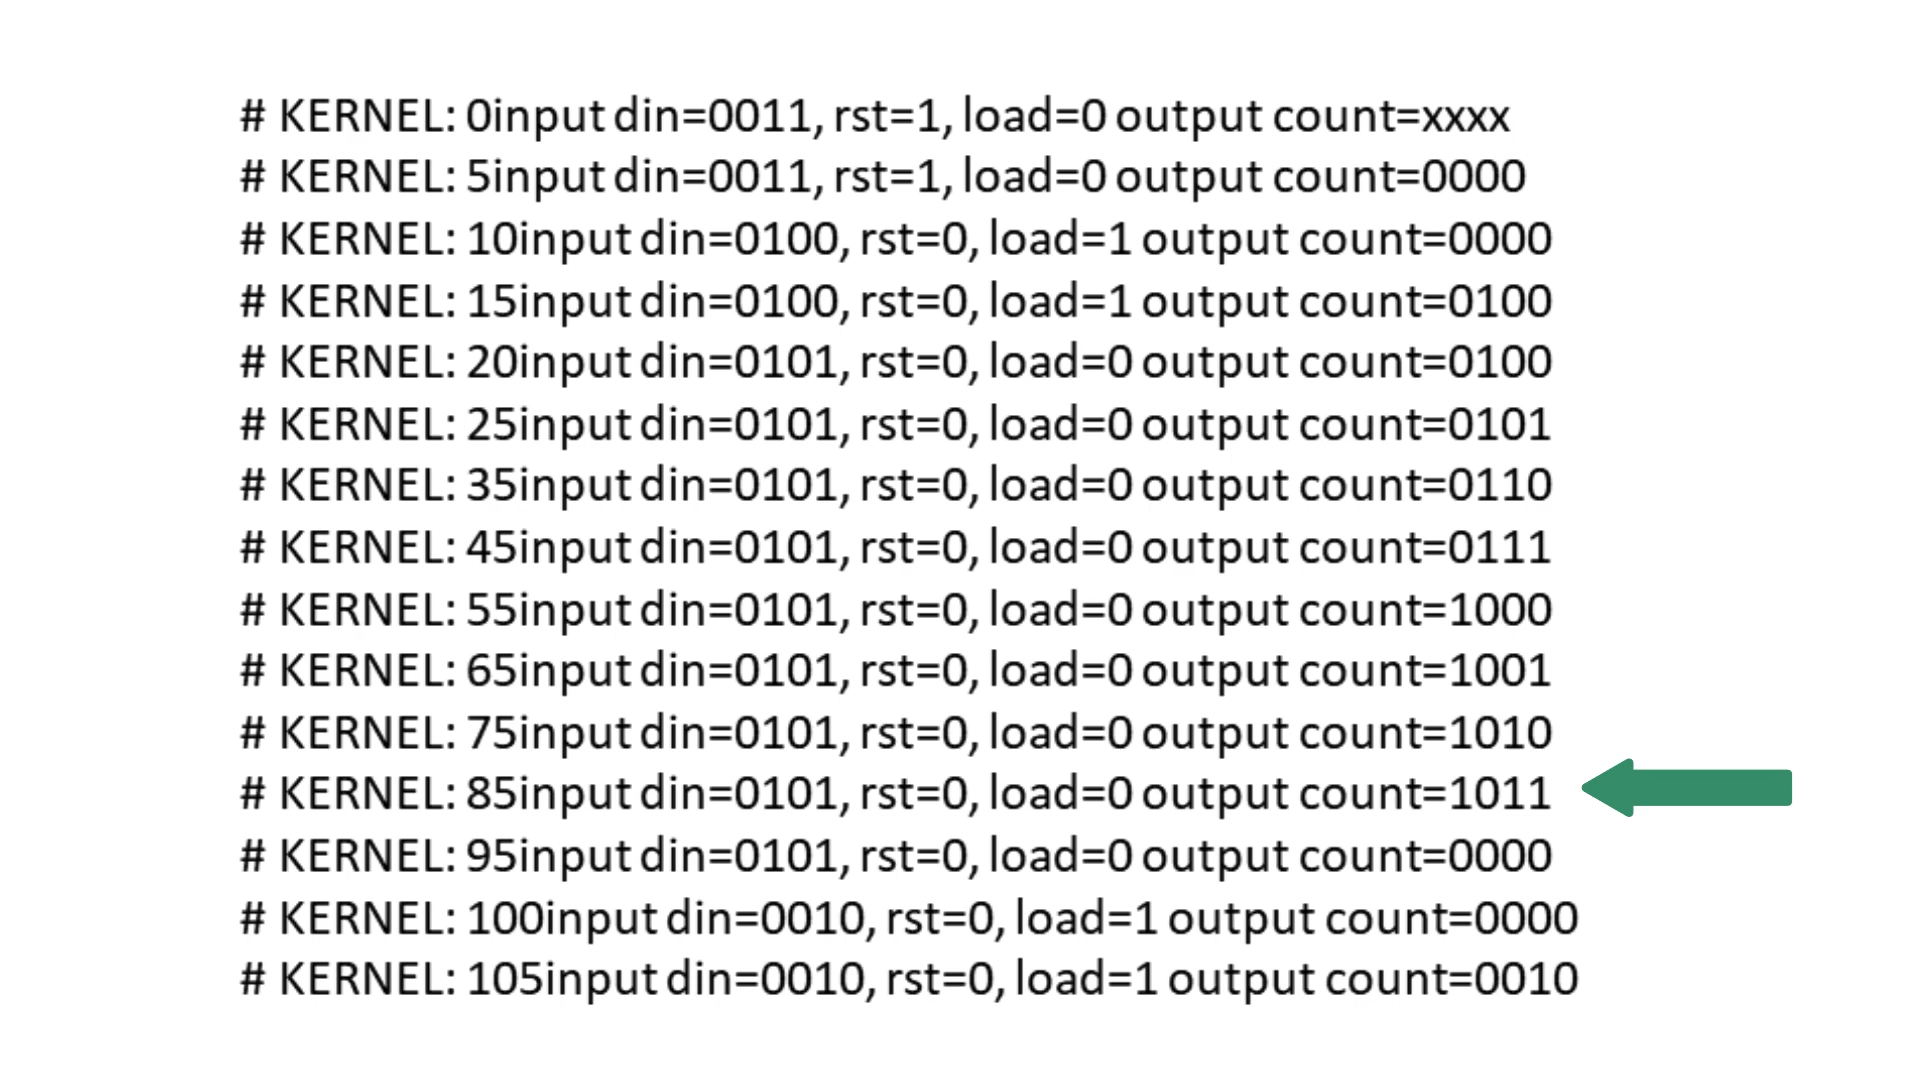 # KERNEL: 0input din=0011, rst=1, load=0 output count=xxxx
# KERNEL: 5input din=0011, rst=1, load=0 output count=0000
# KERNEL: 10input din=0100, rst=0, load=1 output count=0000
# KERNEL: 15input din=0100, rst=0, load=1 output count=0100
# KERNEL: 20input din=0101, rst=0, load=0 output count=0100
# KERNEL: 25input din=0101, rst=0, load=0 output count=0101
# KERNEL: 35input din=0101, rst=0, load=0 output count=0110
# KERNEL: 45input din=0101, rst=0, load=0 output count=0111
# KERNEL: 55input din=0101, rst=0, load=0 output count=1000
# KERNEL: 65input din=0101, rst=0, load=0 output count=1001
# KERNEL: 75input din=0101, rst=0, load=0 output count=1010
# KERNEL: 85input din=0101, rst=0, load=0 output count=1011
# KERNEL: 95input din=0101, rst=0, load=0 output count=0000
# KERNEL: 100input din=0010, rst=0, load=1 output count=0000
# KERNEL: 105input din=0010, rst=0, load=1 output count=0010